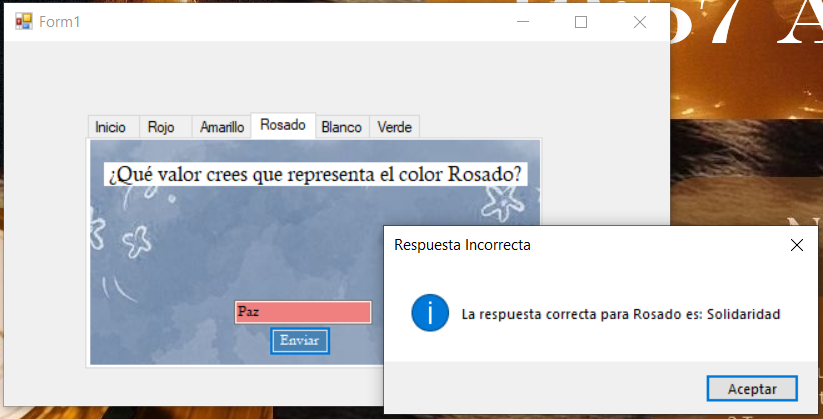 Form1
Inicio Rojo Amarillo Rosado Blanco Verde
¿Qué valor crees que representa el color Rosado?
Paz
Enviar
Respuesta Incorrecta
La respuesta correcta para Rosado es: Solidaridad
Aceptar